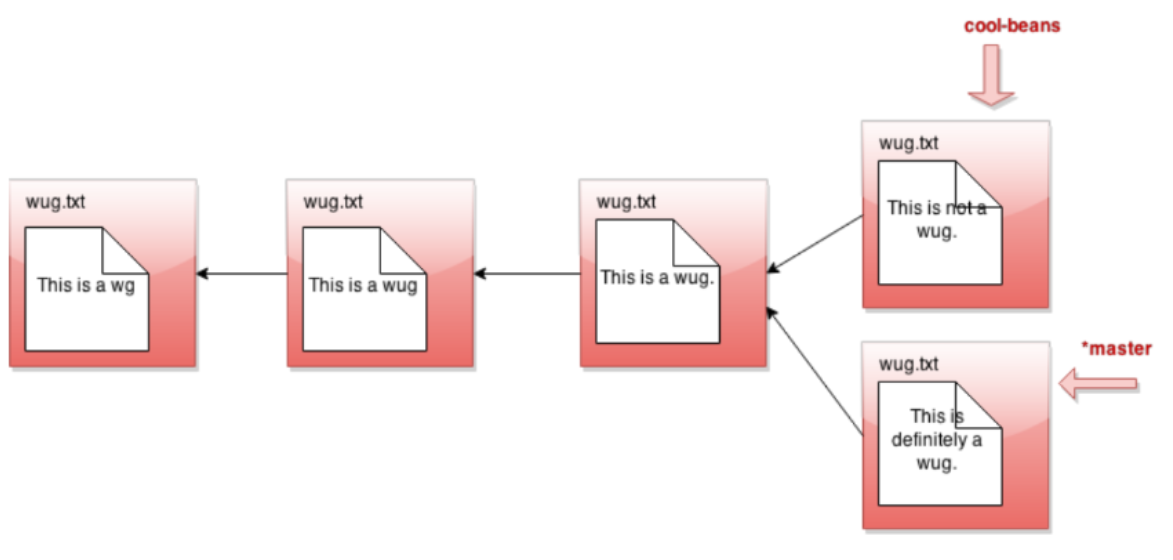 cool-beans
wug.txt
This is a wg
wug.txt
This is a wug
wug.txt
This is a wug.
wug.txt
This is not a
wug.
*master
wug.txt
This is
definitely a
wug.